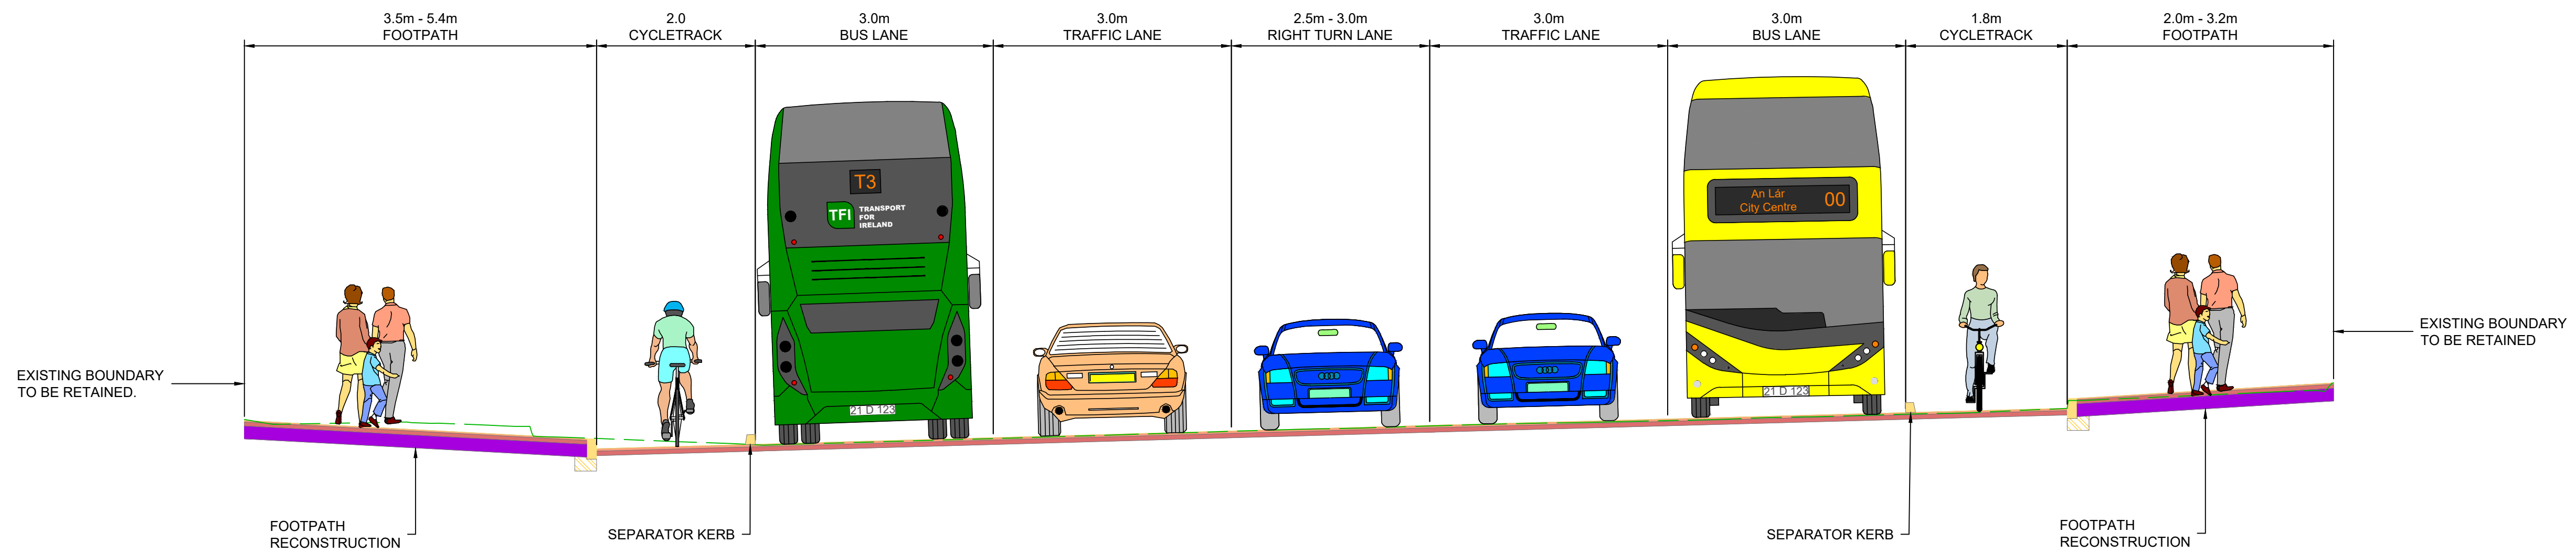 3.5m - 5.4m
FOOTPATH
2.0
CYCLETRACK
3.0m
BUS LANE
3.0m
TRAFFIC LANE
2.5m - 3.0m
RIGHT TURN LANE
3.0m
TRAFFIC LANE
3.0m
BUS LANE
1.8m
CYCLETRACK
2.0m - 3.2m
FOOTPATH
T3
TFI
TRANSPORT
FOR
IRELAND
21 D 123
An Lár
City Centre
00
21 D 123
EXISTING BOUNDARY
TO BE RETAINED.
EXISTING BOUNDARY
TO BE RETAINED
FOOTPATH
RECONSTRUCTION
SEPARATOR KERB
SEPARATOR KERB
FOOTPATH
RECONSTRUCTION